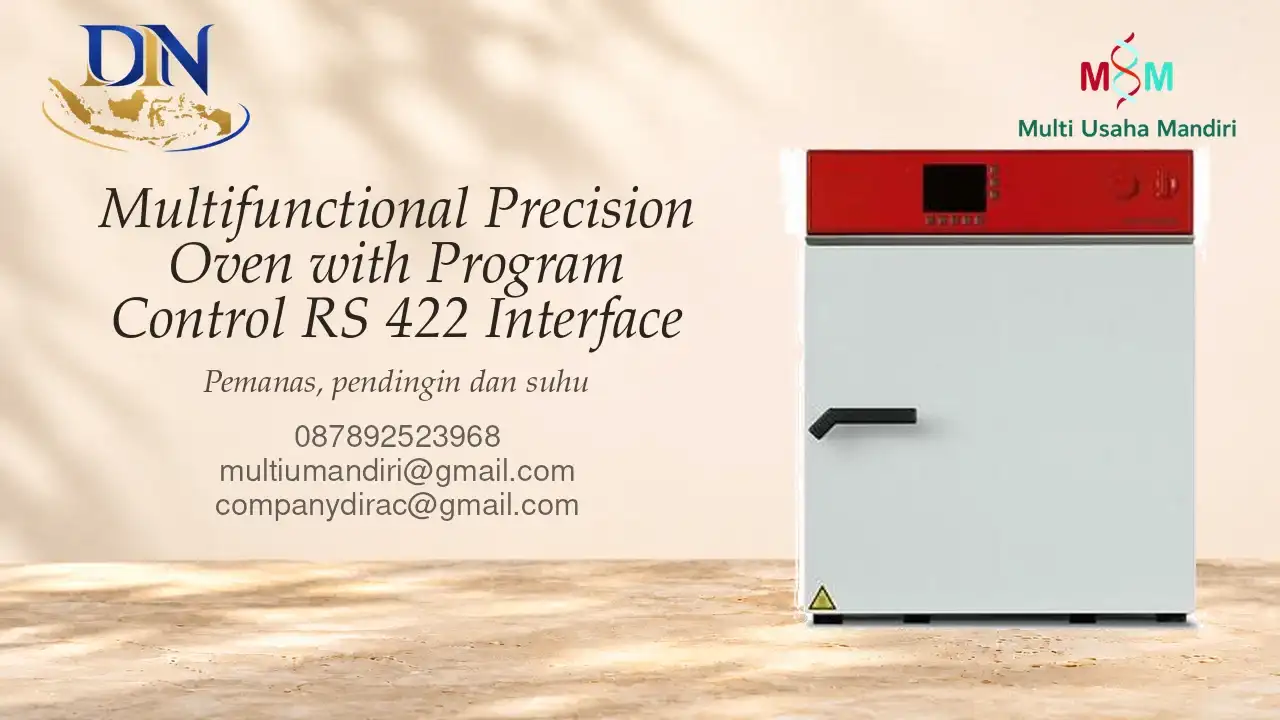 DIN
M M
Multi Usaha Mandiri
Multifunctional Precision
Oven with Program
Control RS 422 Interface
Pemanas, pendingin dan suhu
087892523968
multiumandiri@gmail.com
companydirac@gmail.com